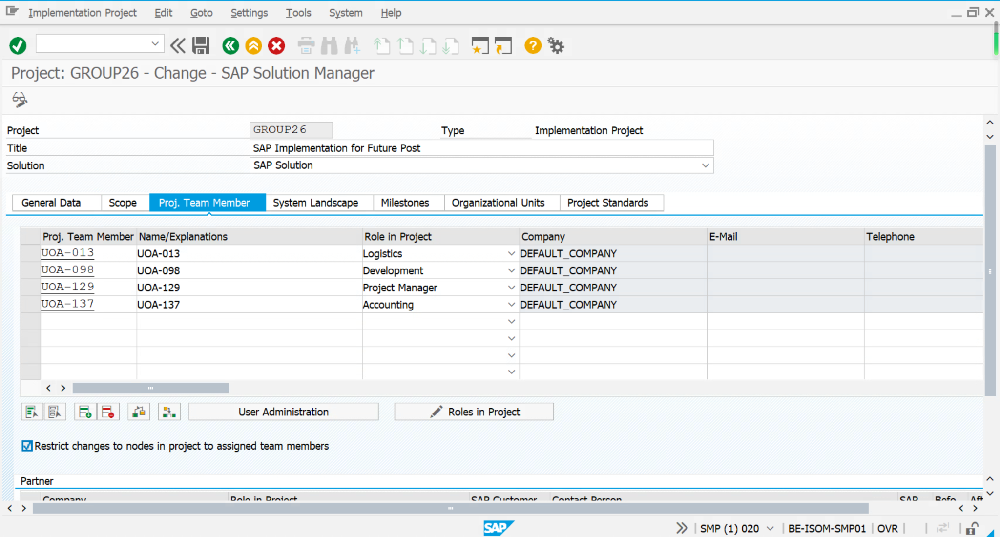 Implementation Project Edit Goto Settings Tools System Help
Project: GROUP26 - Change - SAP Solution Manager
Project GROUP26 Type Implementation Project
Title SAP Implementation for Future Post
Solution SAP Solution
General Data Scope Proj. Team Member System Landscape Milestones Organizational Units Project Standards
Proj. Team Member Name/Explanations Role in Project Company E-Mail Telephone
UOA-013 UOA-013 Logistics DEFAULT_COMPANY
UOA-098 UOA-098 Development DEFAULT_COMPANY
UOA-129 UOA-129 Project Manager DEFAULT_COMPANY
UOA-137 UOA-137 Accounting DEFAULT_COMPANY
User Administration Roles in Project
Restrict changes to nodes in project to assigned team members
Partner
Company Role in Project SAP Customer Contact Person SAP Befo Aft
SAP SMP (1) 020 BE-ISOM-SMP01 OVR